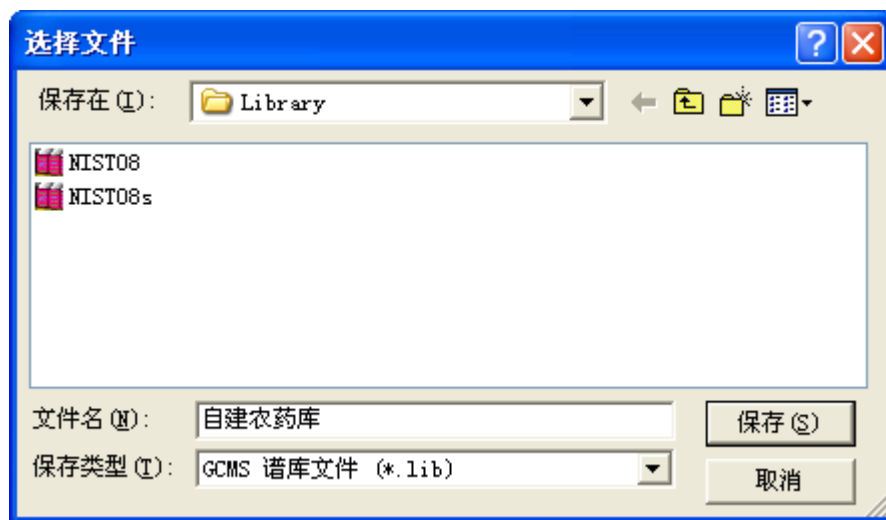 选择文件
保存在(I): Library
NIST08
NIST08s
文件名(N): 自建农药库 保存(S)
保存类型(T): GCMS 谱库文件 (*.lib) 取消